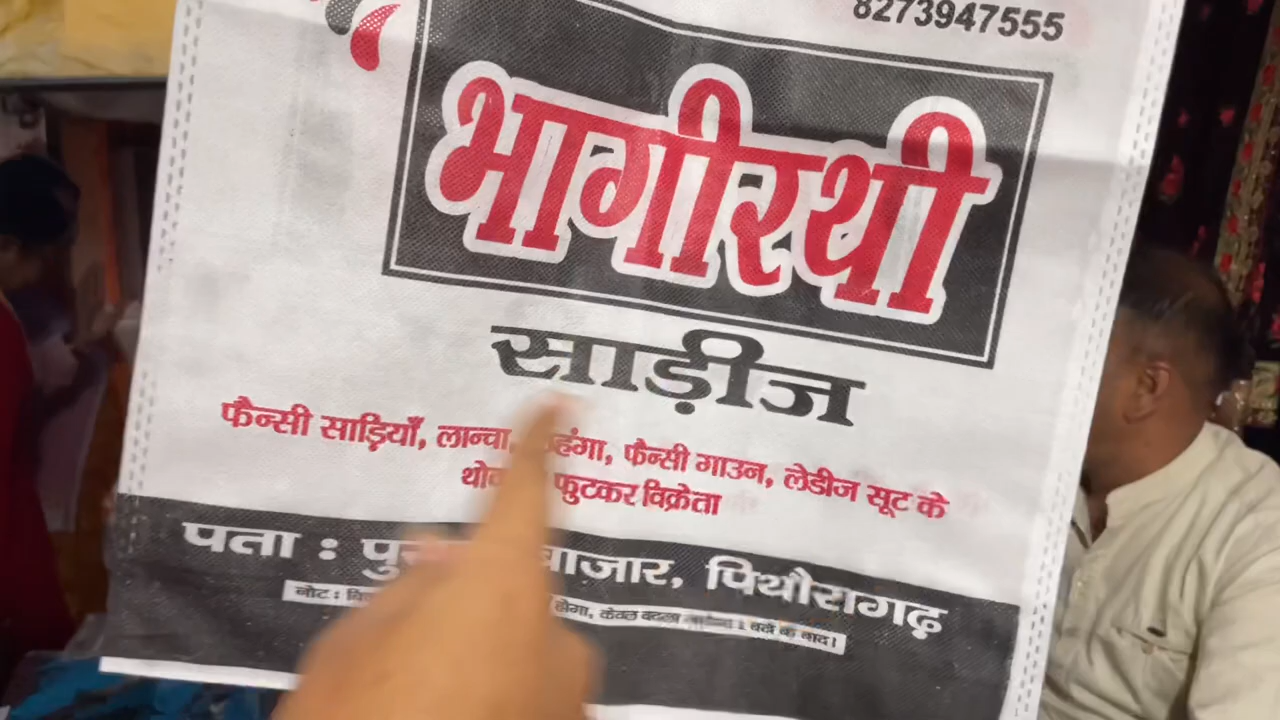 8273947555
भागीरथी
साड़ीज
फैन्सी साड़ियाँ, लान्चा, फैन्सी गाउन, लेडीज सूट के
फुटकर विक्रेता
पता : बाजार, पिथौरागढ़
नोट : होगा, केवल बदला बजे के बाद।